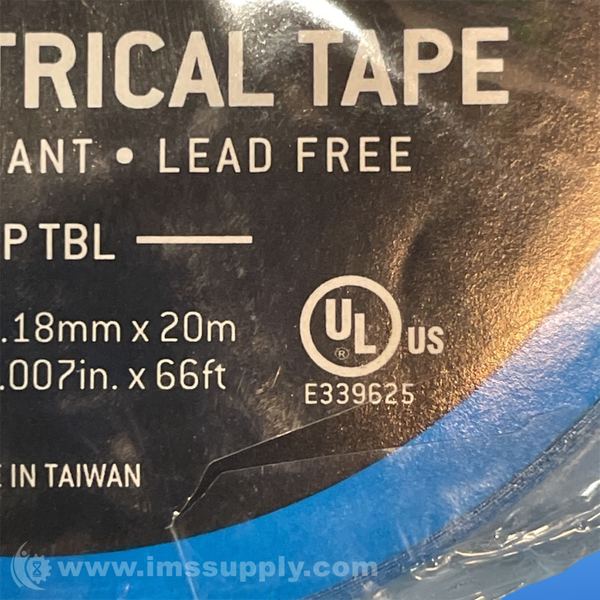 TRICAL TAPE
ANT • LEAD FREE
P TBL
.18mm x 20m
.007in. x 66ft
UL® US
E339625
E IN TAIWAN
www.imssupply.com